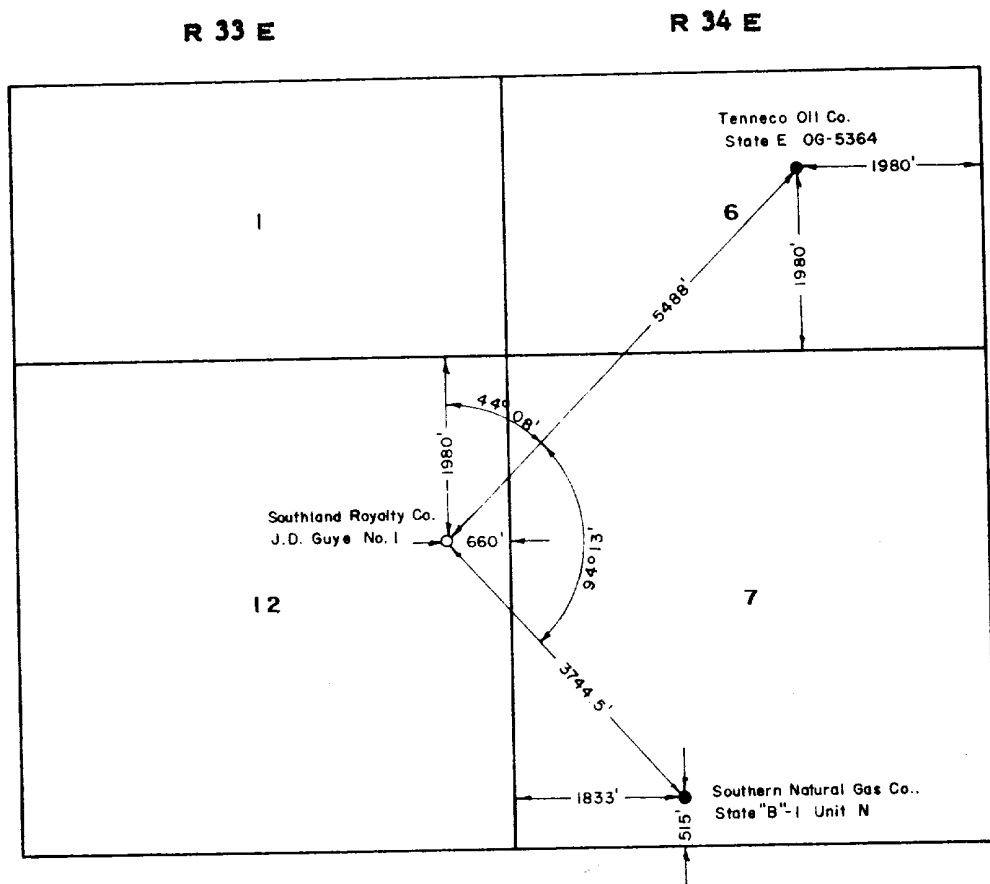 R 33 E
R 34 E
Tenneco Oil Co.
State E OG-5364
1980'
1
6
1980'
5488'
44° 08'
1980'
Southland Royalty Co.
J.D. Guye No. 1
660'
94° 13'
12
7
3744.5'
1833'
Southern Natural Gas Co..
State "B"-1 Unit N
515'